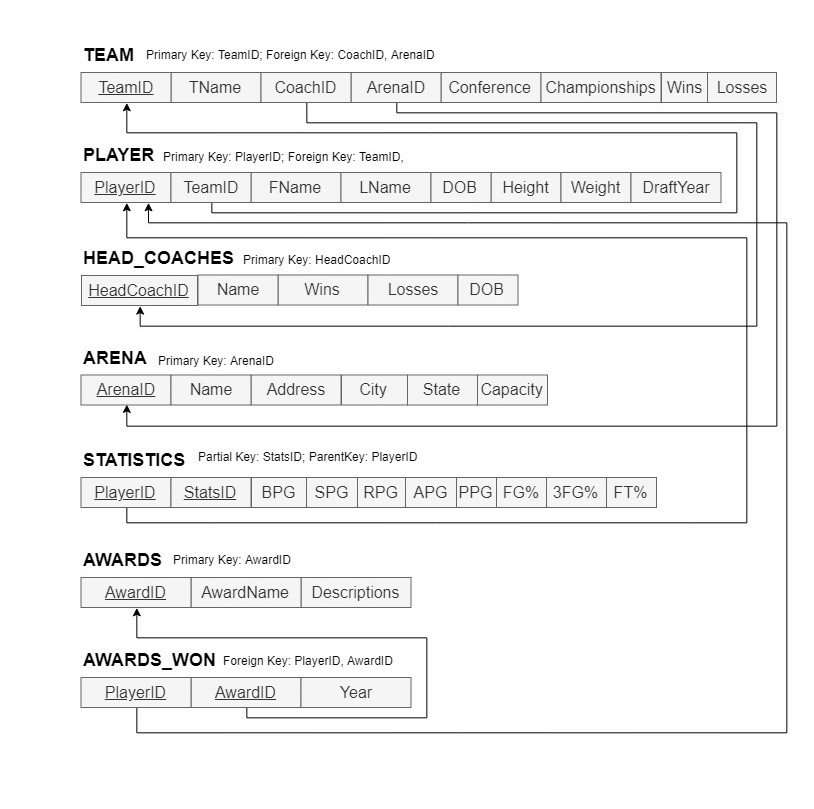 TEAM Primary Key: TeamID; Foreign Key: CoachID, ArenaID
TeamID TName CoachID ArenaID Conference Championships Wins Losses
PLAYER Primary Key: PlayerID; Foreign Key: TeamID,
PlayerID TeamID FName LName DOB Height Weight DraftYear
HEAD_COACHES Primary Key: HeadCoachID
HeadCoachID Name Wins Losses DOB
ARENA Primary Key: ArenaID
ArenaID Name Address City State Capacity
STATISTICS Partial Key: StatsID; ParentKey: PlayerID
PlayerID StatsID BPG SPG RPG APG PPG FG% 3FG% FT%
AWARDS Primary Key: AwardID
AwardID AwardName Descriptions
AWARDS_WON Foreign Key: PlayerID, AwardID
PlayerID AwardID Year